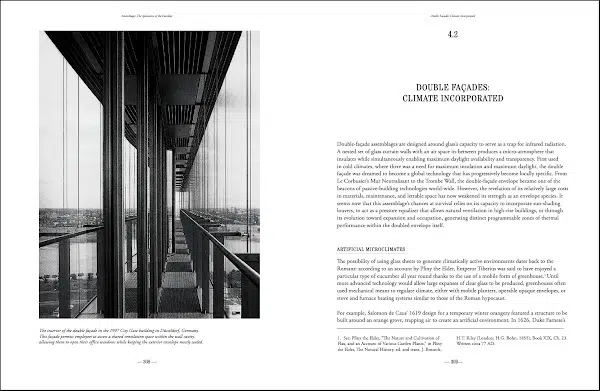 Assemblage: The Aesthetics of the Envelope
The interior of the double façade in the 1997 City Gate building in Düsseldorf, Germany.
This façade permits employees to access a shared ventilation space within the wall cavity,
allowing them to open their office windows while keeping the exterior envelope mostly sealed.
Double Façades: Climate Incorporated
4.2
DOUBLE FAÇADES:
CLIMATE INCORPORATED
Double-façade assemblages are designed around glass's capacity to serve as a trap for infrared radiation.
A nested set of glass curtain walls with an air space in between produces a micro-atmosphere that
insulates while simultaneously enabling maximum daylight availability and transparency. First used
in cold climates, where there was a need for maximum insulation and maximum daylight, the double
façade was destined to become a global technology that has progressively become locally specific. From
Le Corbusier's Mur Neutralisant to the Trombe Wall, the double-façade envelope became one of the
beacons of passive-building technologies world-wide. However, the revelation of its relatively large costs
in materials, maintenance, and lettable space has now weakened its strength as an envelope species. It
seems now that this assemblage's chances at survival relies on its capacity to incorporate sun-shading
louvers, to act as a pressure equalizer that allows natural ventilation in high-rise buildings, or through
its evolution toward expansion and occupation, generating distinct programmable zones of thermal
performance within the doubled envelope itself.
ARTIFICIAL MICROCLIMATES
The possibility of using glass sheets to generate climatically active environments dates back to the
Romans: according to an account by Pliny the Elder, Emperor Tiberius was said to have enjoyed a
particular type of cucumber all year round thanks to the use of a mobile form of greenhouse.¹ Until
more advanced technology would allow large expanses of clear glass to be produced, greenhouses often
used mechanical means to regulate climate, either with mobile planters, operable opaque envelopes, or
stove and furnace heating systems similar to those of the Roman hypocaust.
For example, Salomon de Caus' 1619 design for a temporary winter orangery featured a structure to be
built around an orange grove, trapping air to create an artificial environment. In 1626, Duke Farnese's
1. See: Pliny the Elder, "The Nature and Cultivation of
Flax, and an Account of Various Garden Plants," in Pliny
the Elder, The Natural History, ed. and trans. J. Bostock,
H.T. Riley (London: H.G. Bohn, 1855), Book XIX, Ch. 23.
Written circa 77 AD.